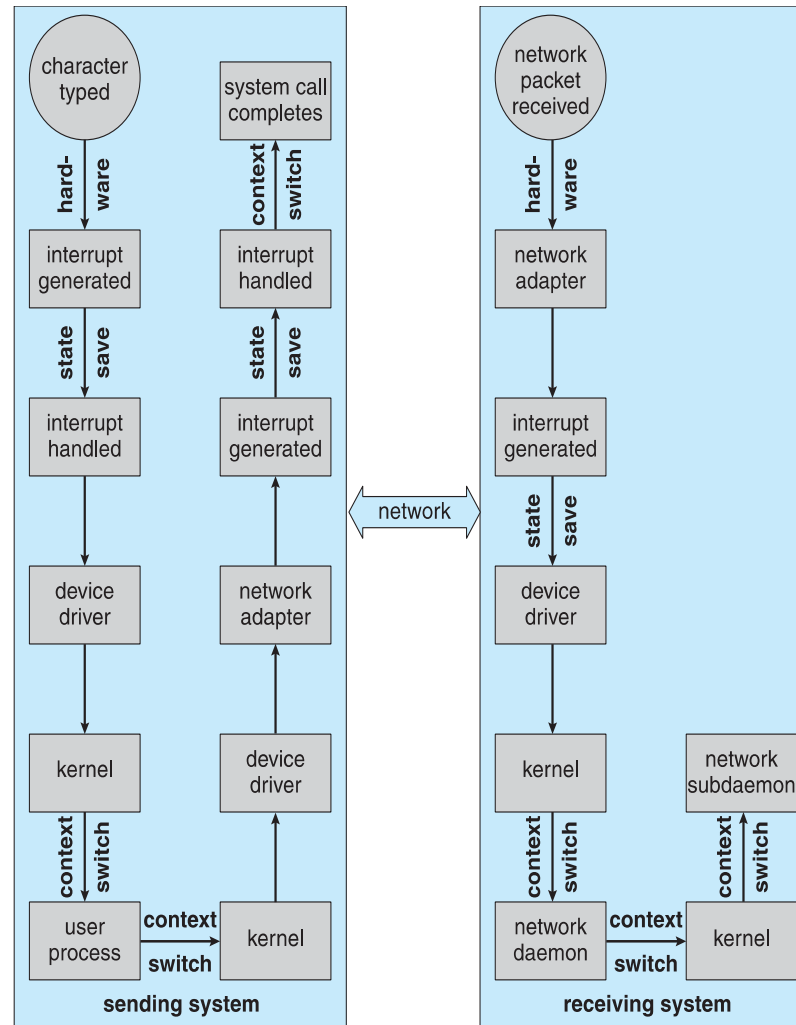 character
typed
hard-
ware
interrupt
generated
state
save
interrupt
handled
device
driver
kernel
context
switch
user
process
context
switch
kernel
device
driver
network
adapter
interrupt
generated
state
save
interrupt
handled
context
switch
system call
completes
sending system
network
network
packet
received
hard-
ware
network
adapter
interrupt
generated
state
save
device
driver
kernel
context
switch
network
daemon
context
switch
kernel
context
switch
network
subdaemon
receiving system